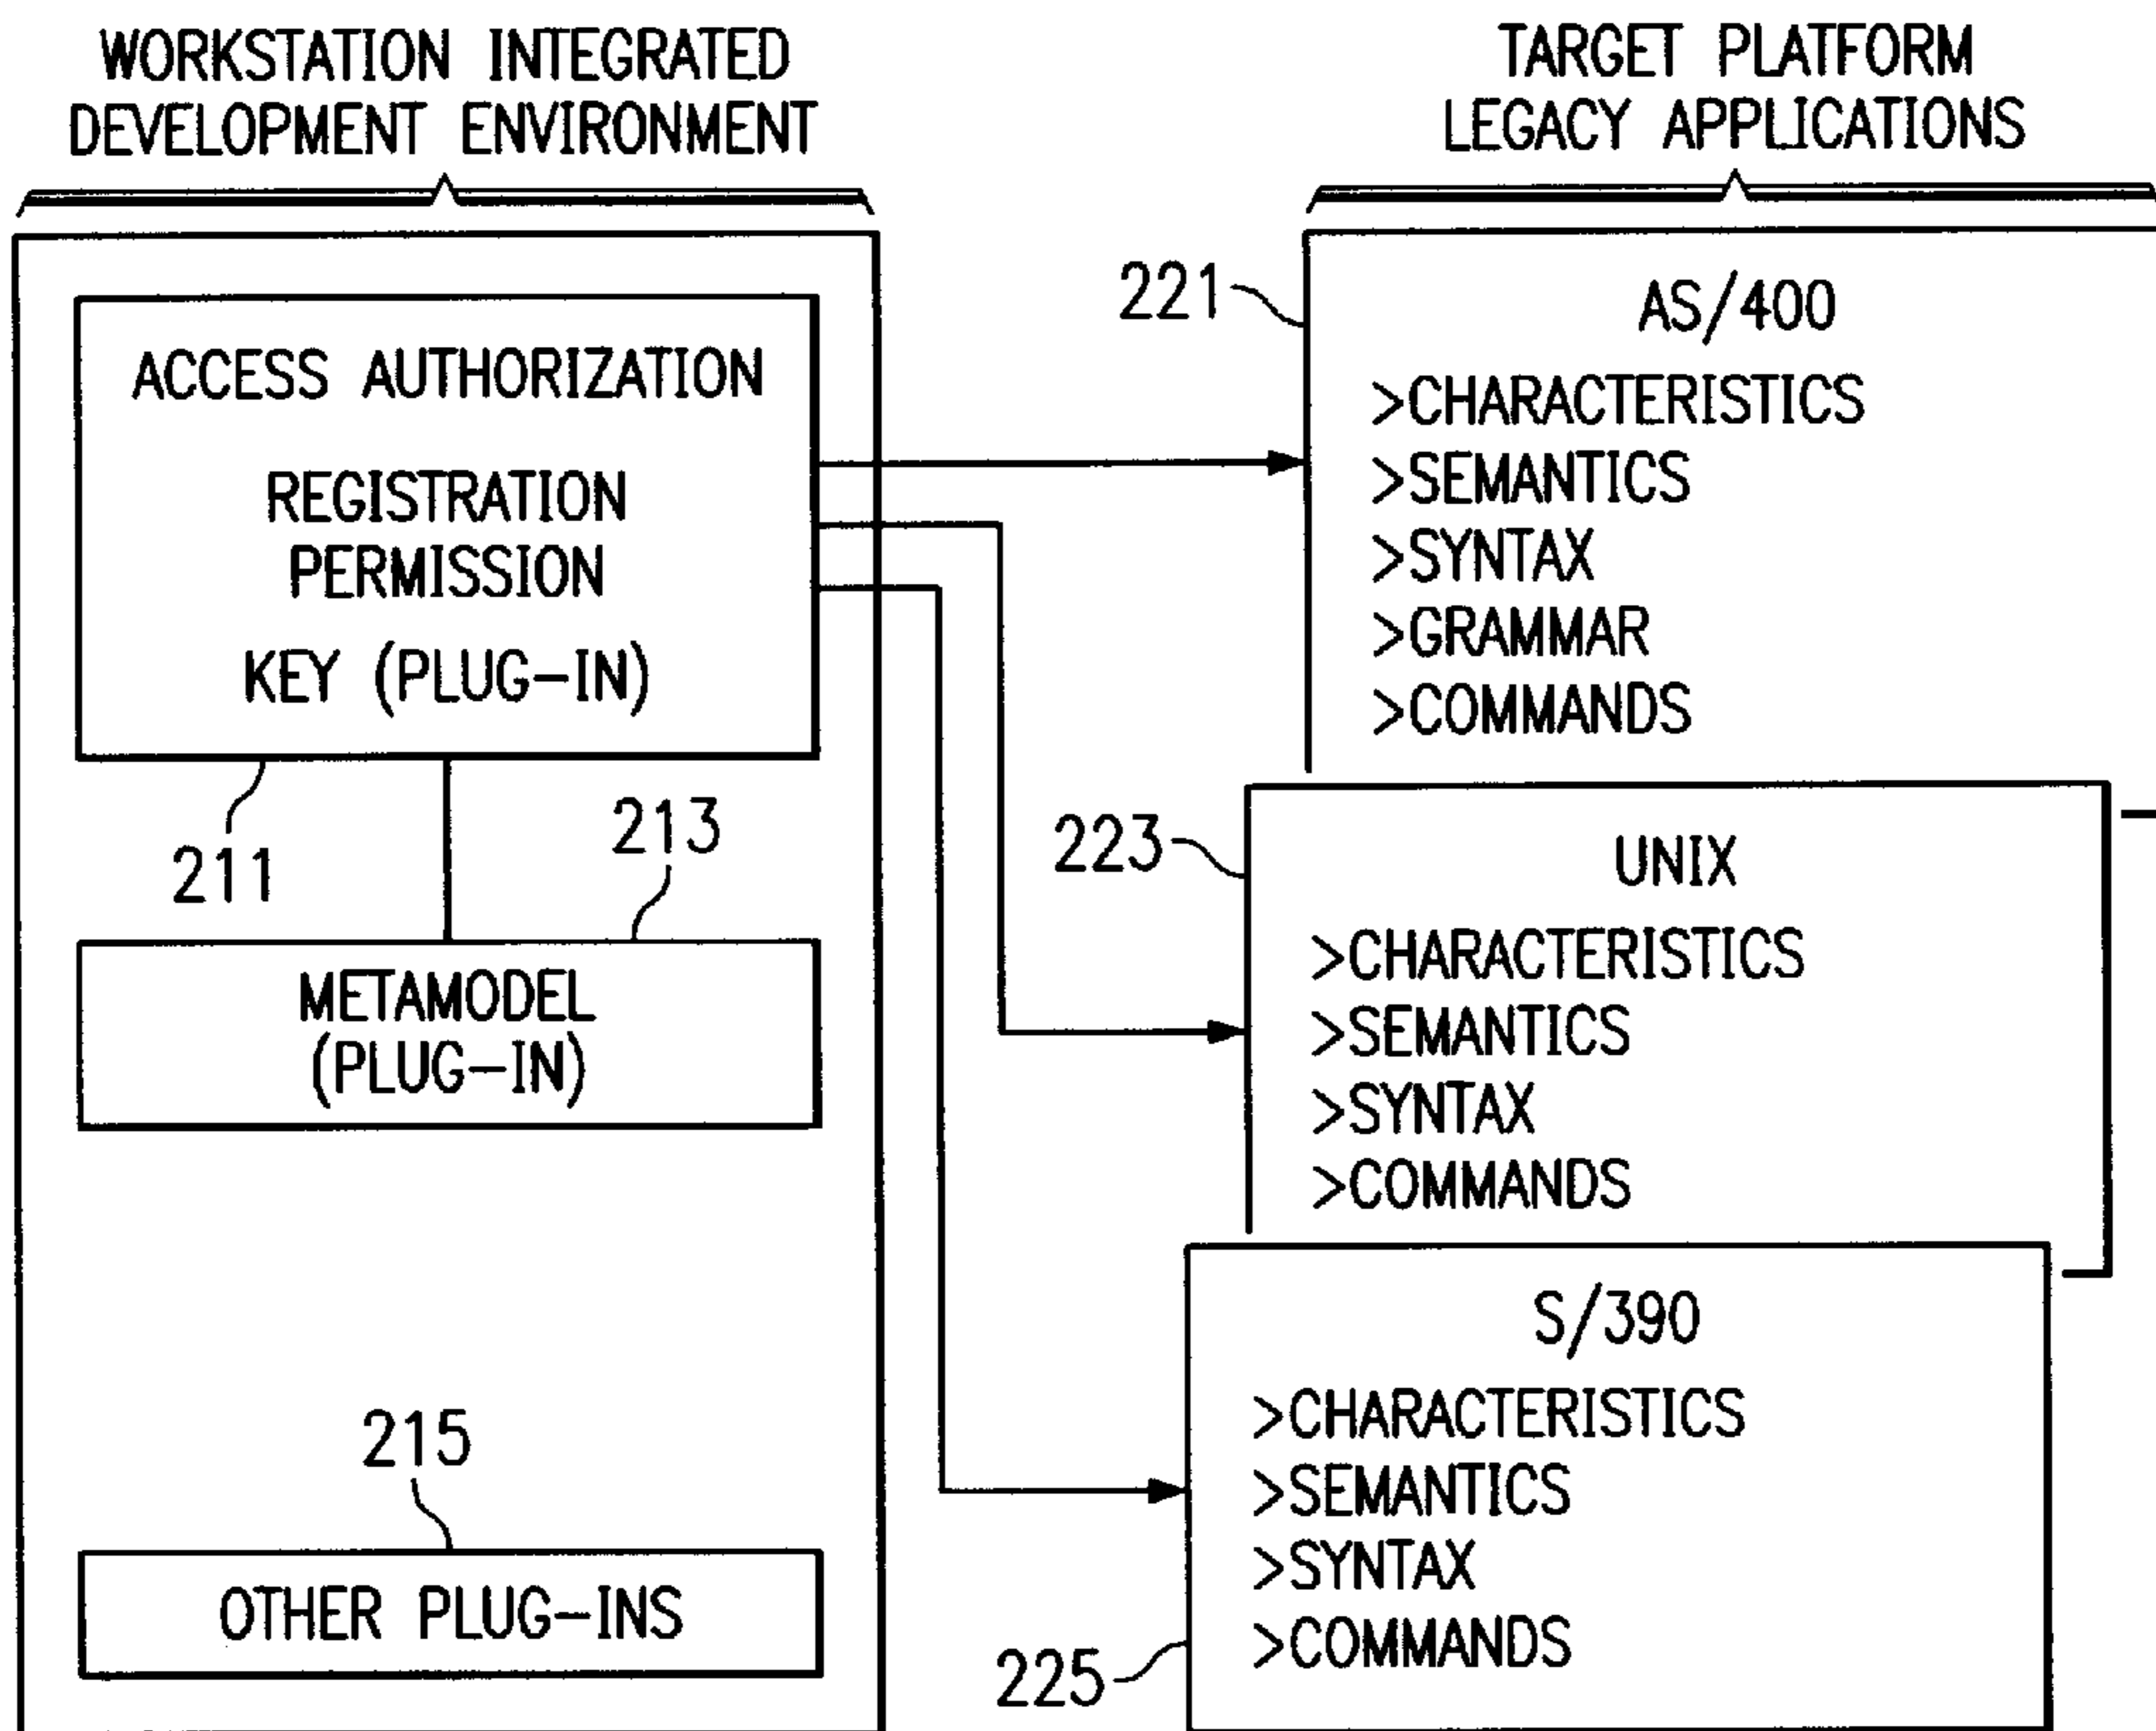 WORKSTATION INTEGRATED
DEVELOPMENT ENVIRONMENT
ACCESS AUTHORIZATION
REGISTRATION
PERMISSION
KEY (PLUG-IN)
211
213
METAMODEL
(PLUG-IN)
215
OTHER PLUG-INS
TARGET PLATFORM
LEGACY APPLICATIONS
221
AS/400
>CHARACTERISTICS
>SEMANTICS
>SYNTAX
>GRAMMAR
>COMMANDS
223
UNIX
>CHARACTERISTICS
>SEMANTICS
>SYNTAX
>COMMANDS
S/390
>CHARACTERISTICS
>SEMANTICS
>SYNTAX
>COMMANDS
225